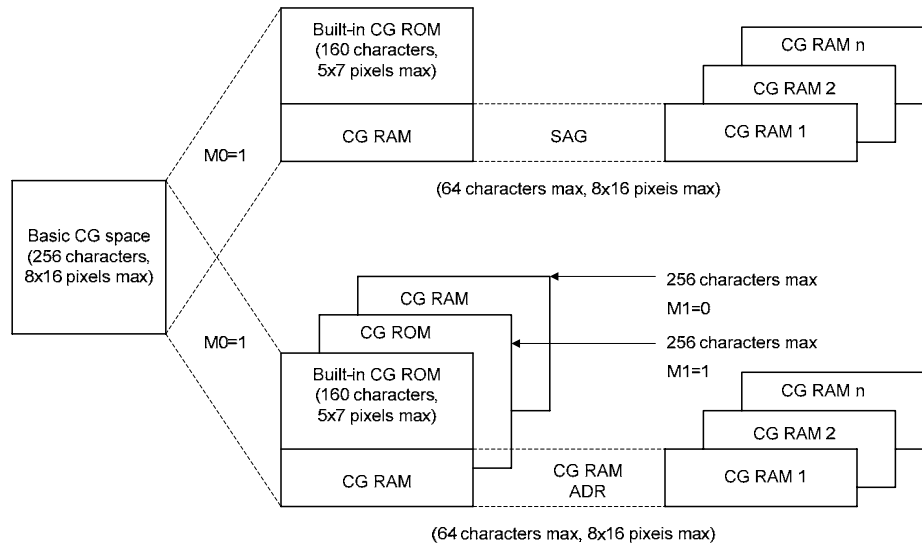 Built-in CG ROM
(160 characters,
5x7 pixels max)
CG RAM
M0=1
SAG
CG RAM n
CG RAM 2
CG RAM 1
(64 characters max, 8x16 pixeis max)
Basic CG space
(256 characters,
8x16 pixels max)
M0=1
CG RAM
CG ROM
Built-in CG ROM
(160 characters,
5x7 pixels max)
CG RAM
256 characters max
M1=0
256 characters max
M1=1
CG RAM
ADR
CG RAM n
CG RAM 2
CG RAM 1
(64 characters max, 8x16 pixels max)